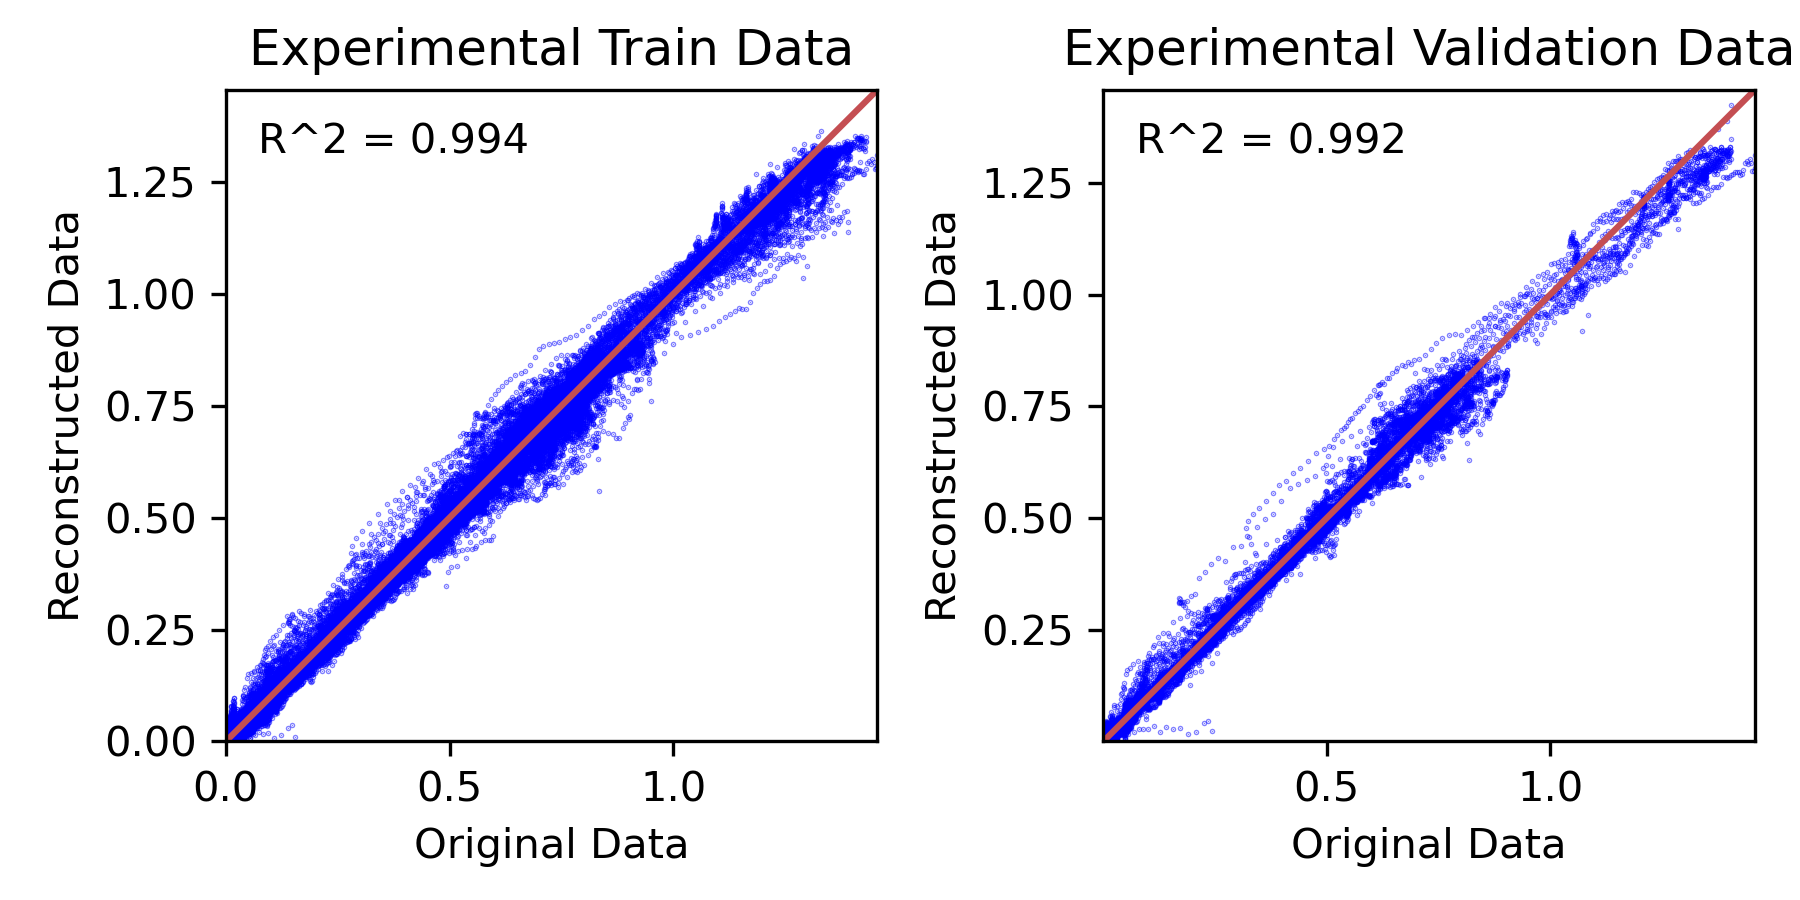 Experimental Train Data
R^2 = 0.994
Reconstructed Data
1.25
1.00
0.75
0.50
0.25
0.00
0.0 0.5 1.0
Original Data
Experimental Validation Data
R^2 = 0.992
Reconstructed Data
1.25
1.00
0.75
0.50
0.25
0.5 1.0
Original Data